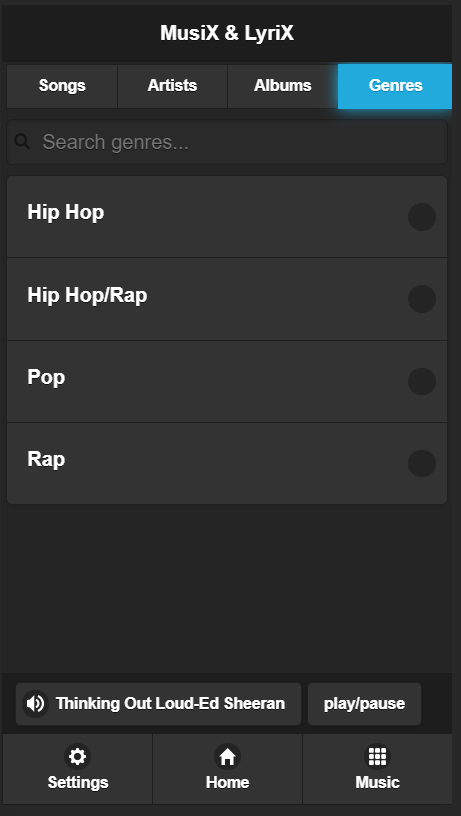 MusiX & LyriX
Songs Artists Albums Genres
Search genres...
Hip Hop
Hip Hop/Rap
Pop
Rap
Thinking Out Loud-Ed Sheeran play/pause
Settings Home Music